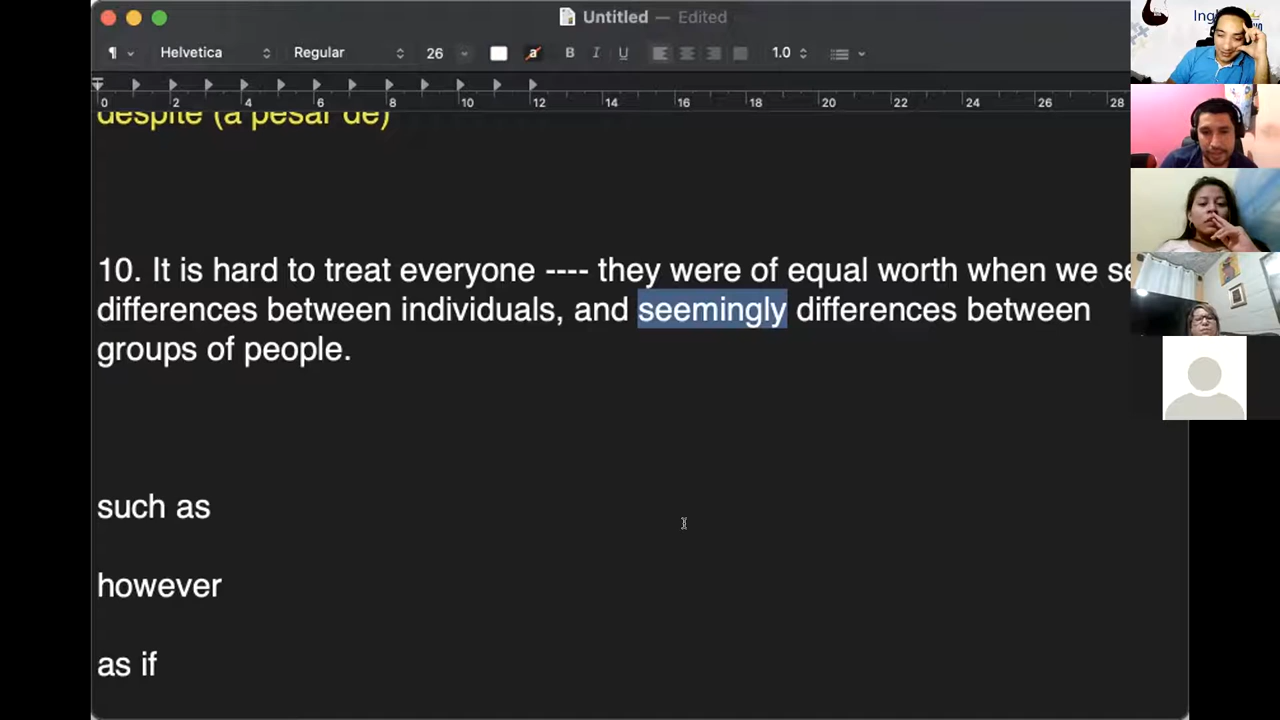 Untitled — Edited
¶ Helvetica Regular 26 a B I U 1.0
0 2 4 6 8 10 12 14 16 18 20 22 24 26 28
despite (a pesar de)
10. It is hard to treat everyone ---- they were of equal worth when we se
differences between individuals, and seemingly differences between
groups of people.
such as
however
as if